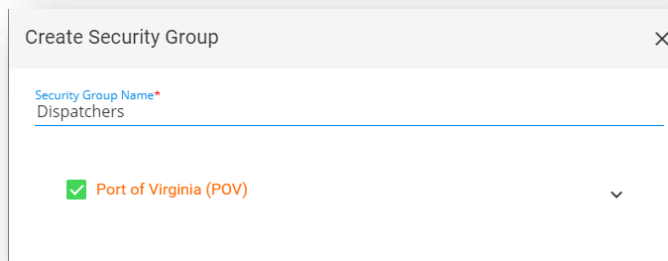 Create Security Group
Security Group Name*
Dispatchers
Port of Virginia (POV)